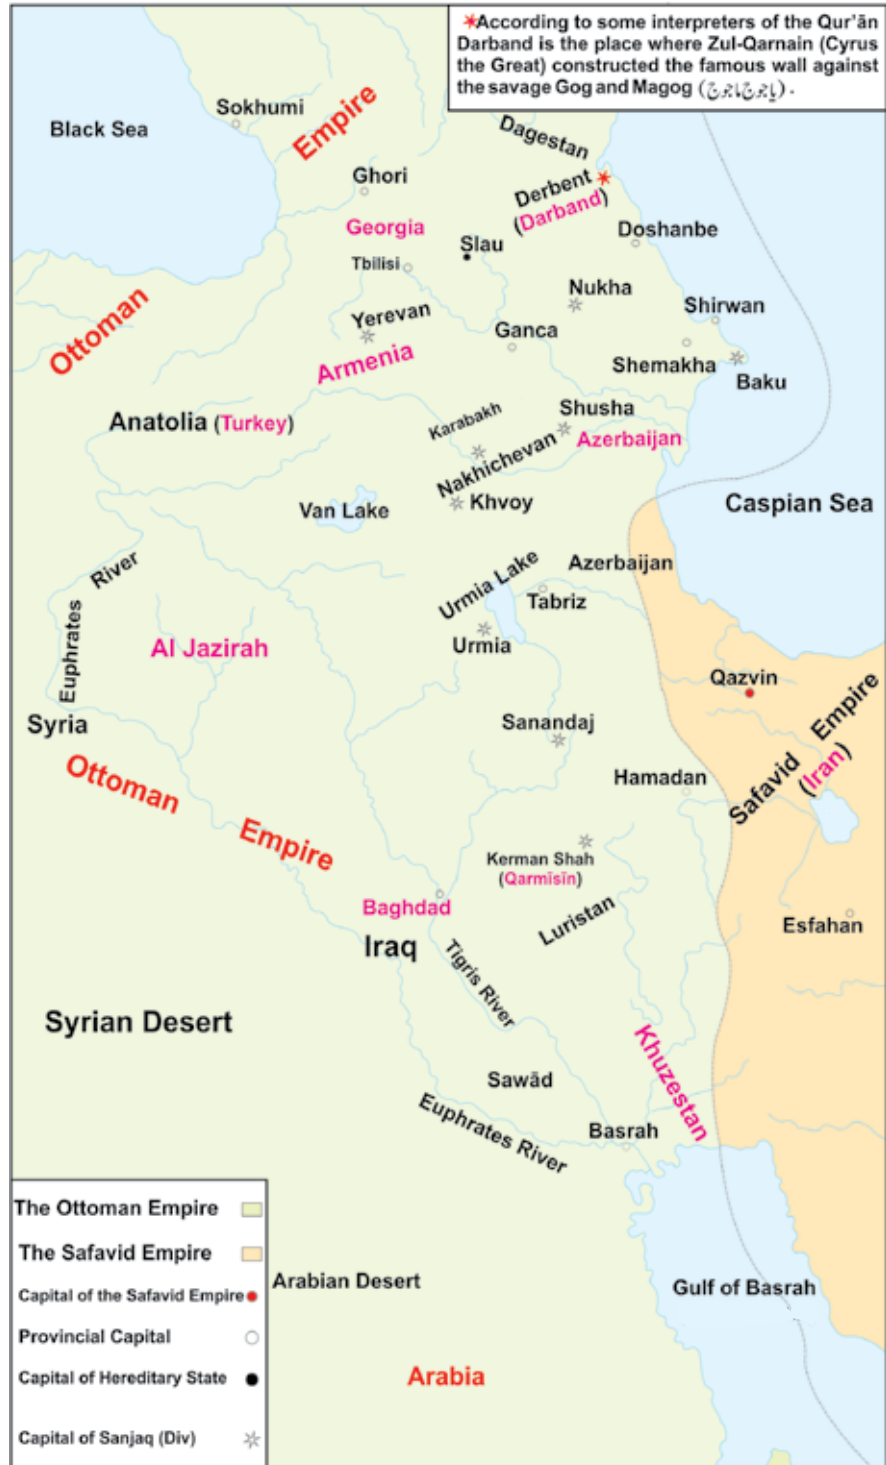 *According to some interpreters of the Qur'ān
Darband is the place where Zul-Qarnain (Cyrus
the Great) constructed the famous wall against
the savage Gog and Magog (یاجوج ماجوج).
Black Sea
Sokhumi
Empire
Dagestan
Ghori
Derbent
(Darband)
Georgia
Slau
Doshanbe
Tbilisi
Nukha
Ottoman
Yerevan
Shirwan
Ganca
Armenia
Shemakha
Baku
Anatolia (Turkey)
Karabakh
Shusha
Azerbaijan
Nakhichevan
Van Lake
Khvoy
Caspian Sea
River
Urmia Lake
Azerbaijan
Tabriz
Euphrates
Al Jazirah
Urmia
Qazvin
Syria
Sanandaj
Safavid Empire
(Iran)
Ottoman
Hamadan
Empire
Kerman Shah
(Qarmīsīn)
Baghdad
Luristan
Esfahan
Iraq
Tigris River
Syrian Desert
Khuzestan
Sawād
Euphrates River
Basrah
The Ottoman Empire
The Safavid Empire
Capital of the Safavid Empire
Provincial Capital
Capital of Hereditary State
Capital of Sanjaq (Div)
Arabian Desert
Gulf of Basrah
Arabia